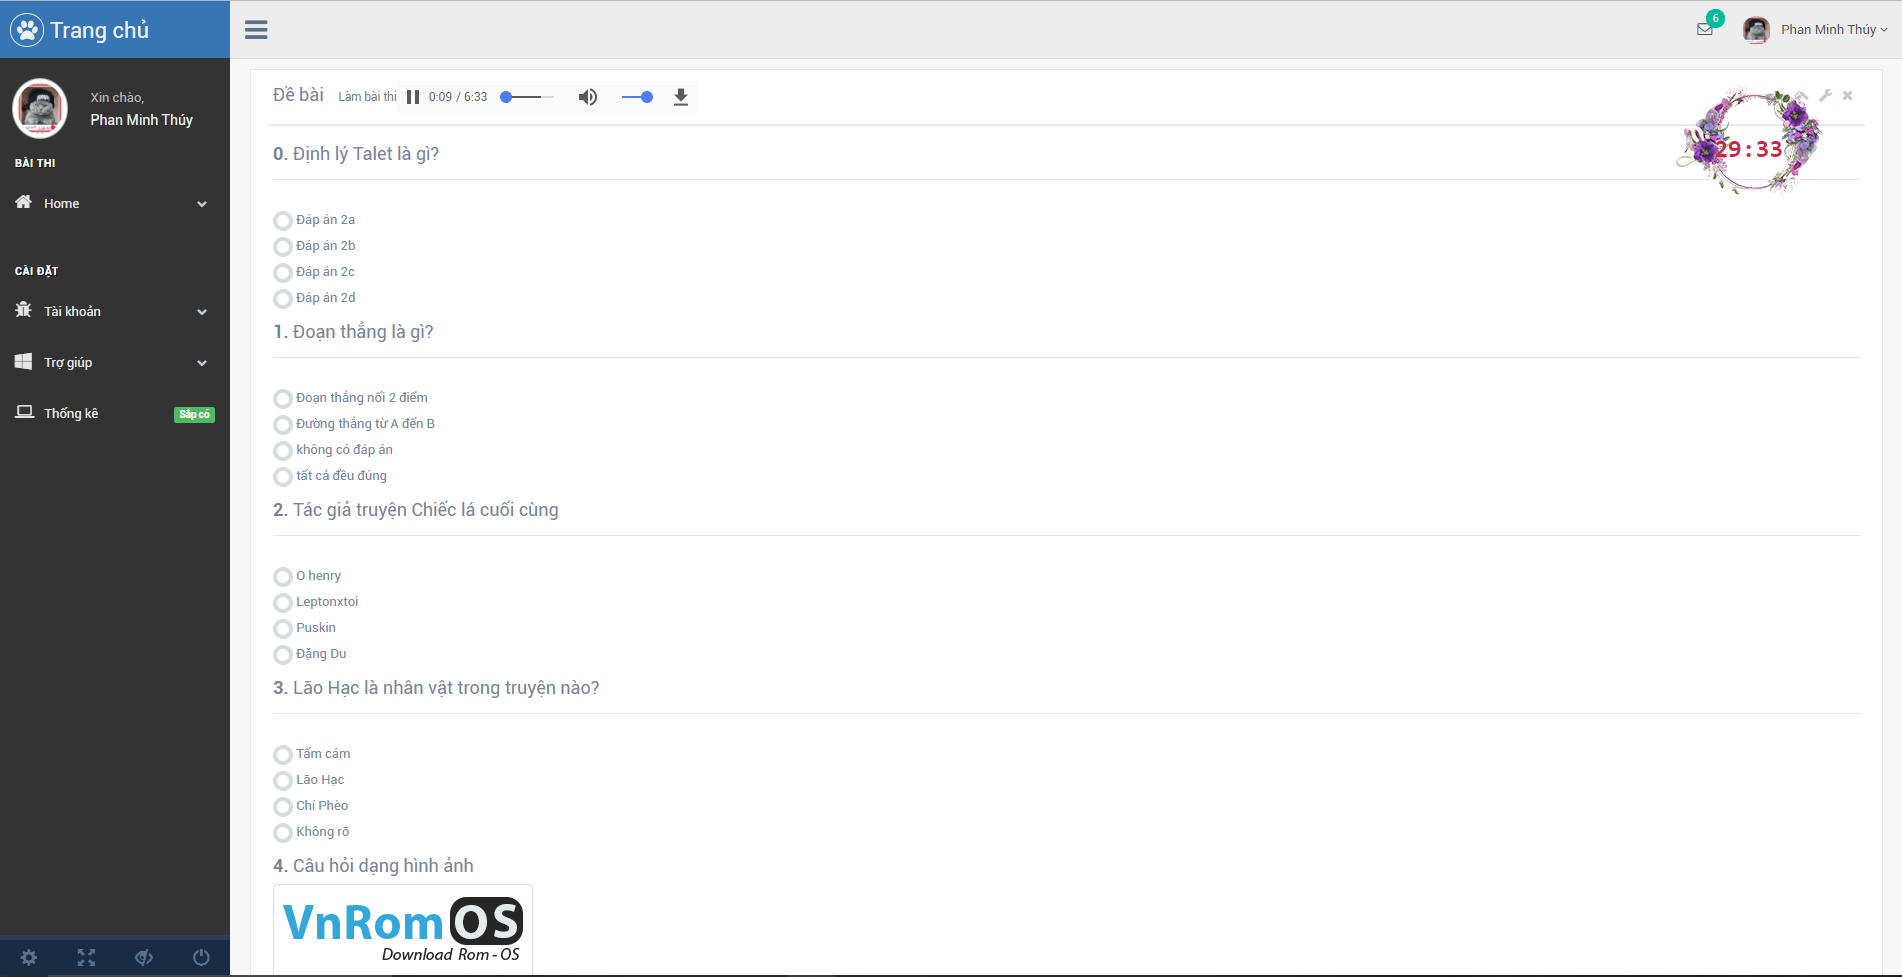 Trang chủ
6
Phan Minh Thúy
Xin chào,
Phan Minh Thúy
BÀI THI
Home
CÀI ĐẶT
Tài khoản
Trợ giúp
Thống kê
Sắp có
Đề bài
Làm bài thi
0:09 / 6:33
29:33
0. Định lý Talet là gì?
Đáp án 2a
Đáp án 2b
Đáp án 2c
Đáp án 2d
1. Đoạn thẳng là gì?
Đoạn thẳng nối 2 điểm
Đường thẳng từ A đến B
không có đáp án
tất cả đều đúng
2. Tác giả truyện Chiếc lá cuối cùng
O henry
Leptonxtoi
Puskin
Đặng Du
3. Lão Hạc là nhân vật trong truyện nào?
Tấm cám
Lão Hạc
Chí Phèo
Không rõ
4. Câu hỏi dạng hình ảnh
VnRom OS
Download Rom - OS